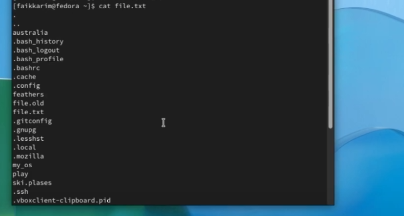 [faikkarim@fedora ~]$ cat file.txt
.
..
australia
.bash_history
.bash_logout
.bash_profile
.bashrc
.cache
.config
feathers
file.old
file.txt
.gitconfig
.gnupg
.lesshst
.local
.mozilla
my_os
play
ski.plases
.ssh
.vboxclient-clipboard.pid